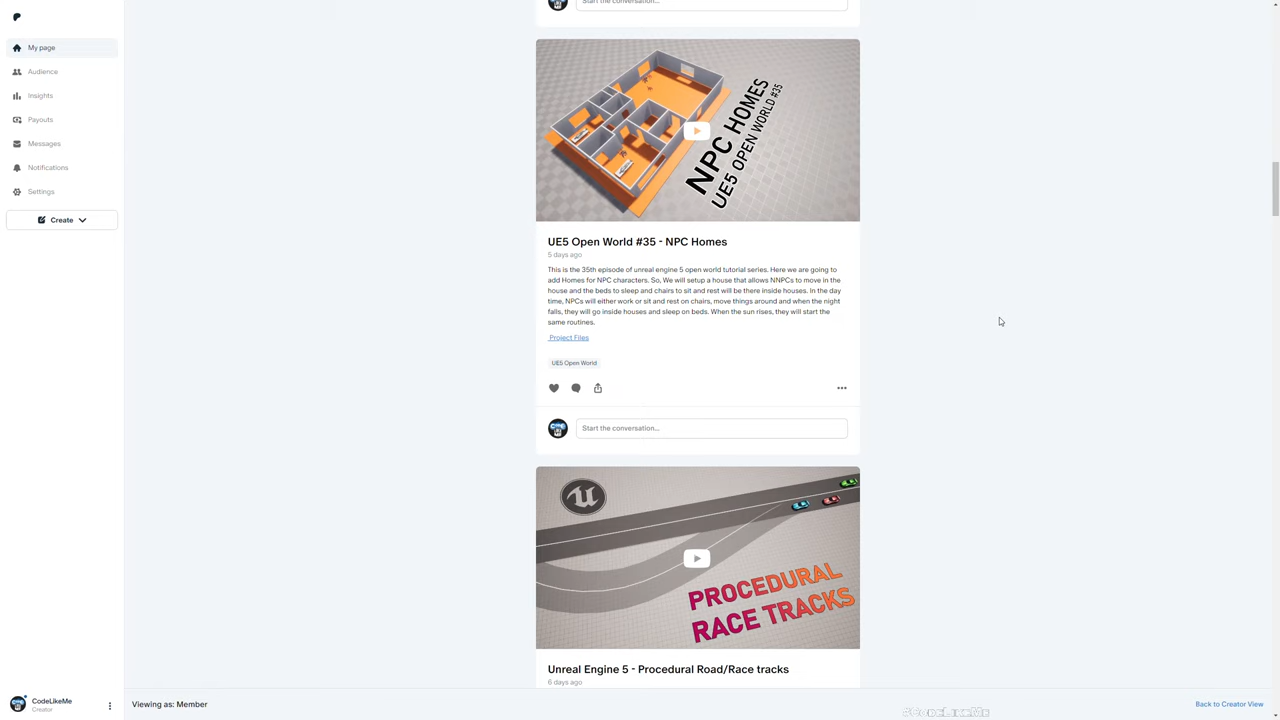 Start the conversation...
My page
Audience
Insights
Payouts
Messages
Notifications
Settings
Create
NPC HOMES
UE5 OPEN WORLD #35
UE5 Open World #35 - NPC Homes
5 days ago
This is the 35th episode of unreal engine 5 open world tutorial series. Here we are going to
add Homes for NPC characters. So, We will setup a house that allows NNPCs to move in the
house and the beds to sleep and chairs to sit and rest will be there inside houses. In the day
time, NPCs will either work or sit and rest on chairs, move things around and when the night
falls, they will go inside houses and sleep on beds. When the sun rises, they will start the
same routines.
Project Files
UE5 Open World
Start the conversation...
PROCEDURAL
RACE TRACKS
Unreal Engine 5 - Procedural Road/Race tracks
6 days ago
CodeLikeMe
Creator
Viewing as: Member
Back to Creator View
#CodeLikeMe